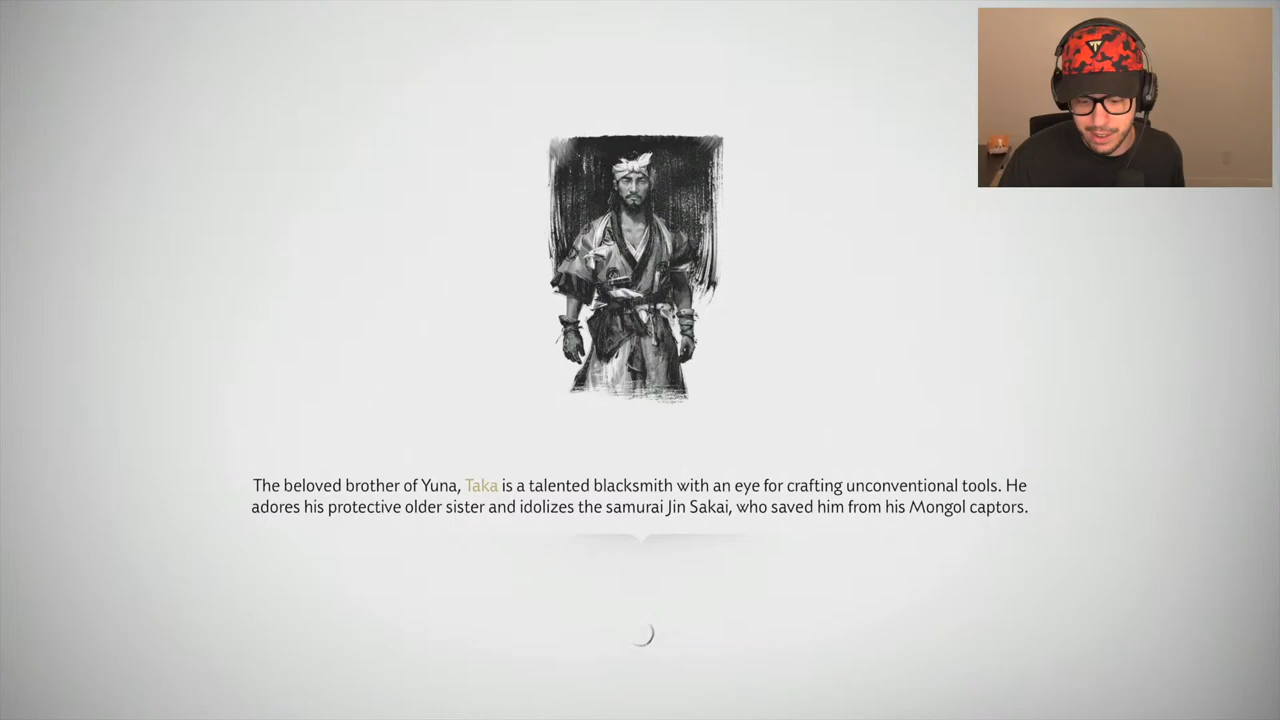 The beloved brother of Yuna, Taka is a talented blacksmith with an eye for crafting unconventional tools. He
adores his protective older sister and idolizes the samurai Jin Sakai, who saved him from his Mongol captors.